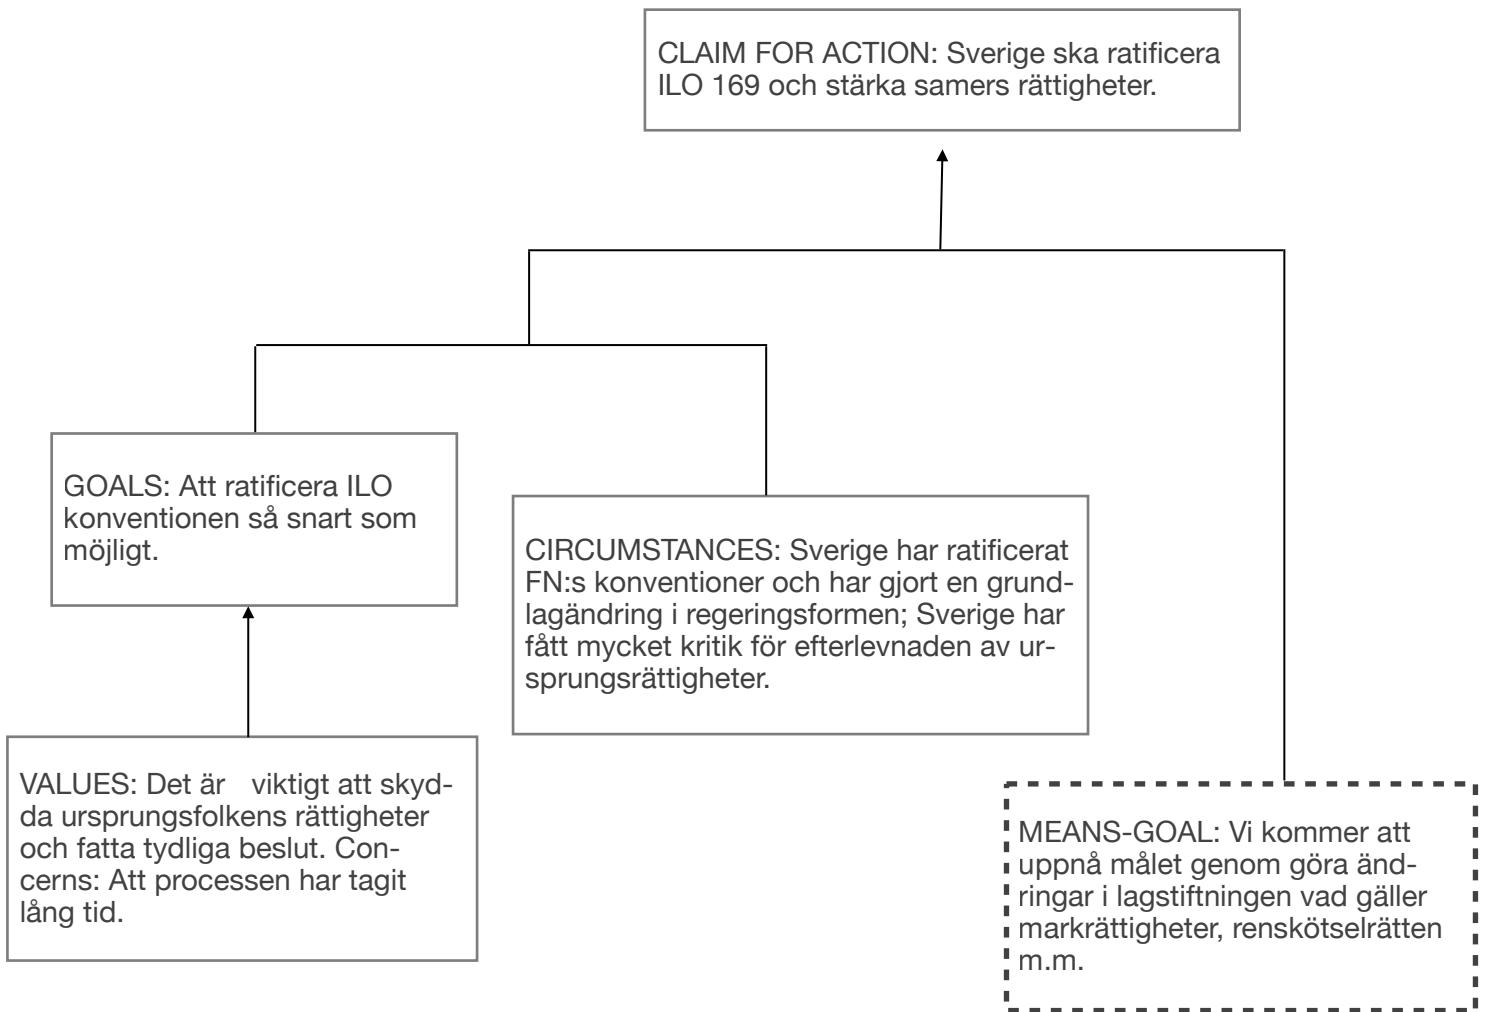 CLAIM FOR ACTION: Sverige ska ratificera
ILO 169 och stärka samers rättigheter.
GOALS: Att ratificera ILO
konventionen så snart som
möjligt.
CIRCUMSTANCES: Sverige har ratificerat
FN:s konventioner och har gjort en grund-
lagändring i regeringsformen; Sverige har
fått mycket kritik för efterlevnaden av ur-
sprungsrättigheter.
VALUES: Det är viktigt att skyd-
da ursprungsfolkens rättigheter
och fatta tydliga beslut. Con-
cerns: Att processen har tagit
lång tid.
MEANS-GOAL: Vi kommer att
uppnå målet genom göra änd-
ringar i lagstiftningen vad gäller
markrättigheter, renskötselrätten
m.m.